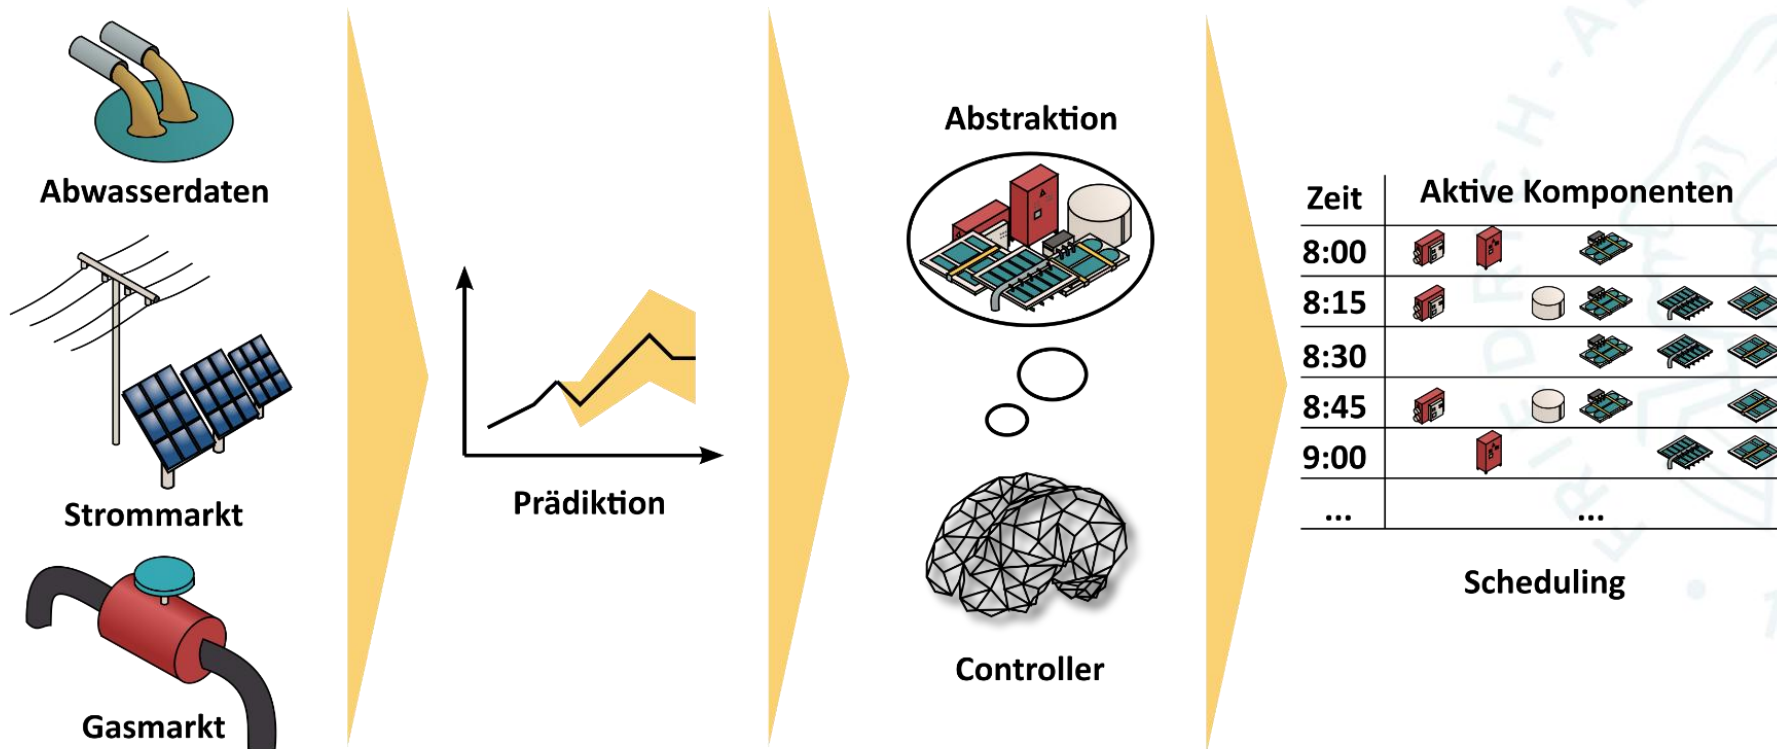 Abwasserdaten
Strommarkt
Gasmarkt
Prädiktion
Abstraktion
Controller
Zeit Aktive Komponenten
8:00
8:15
8:30
8:45
9:00
... ...
Scheduling
FRIEDRICH-A